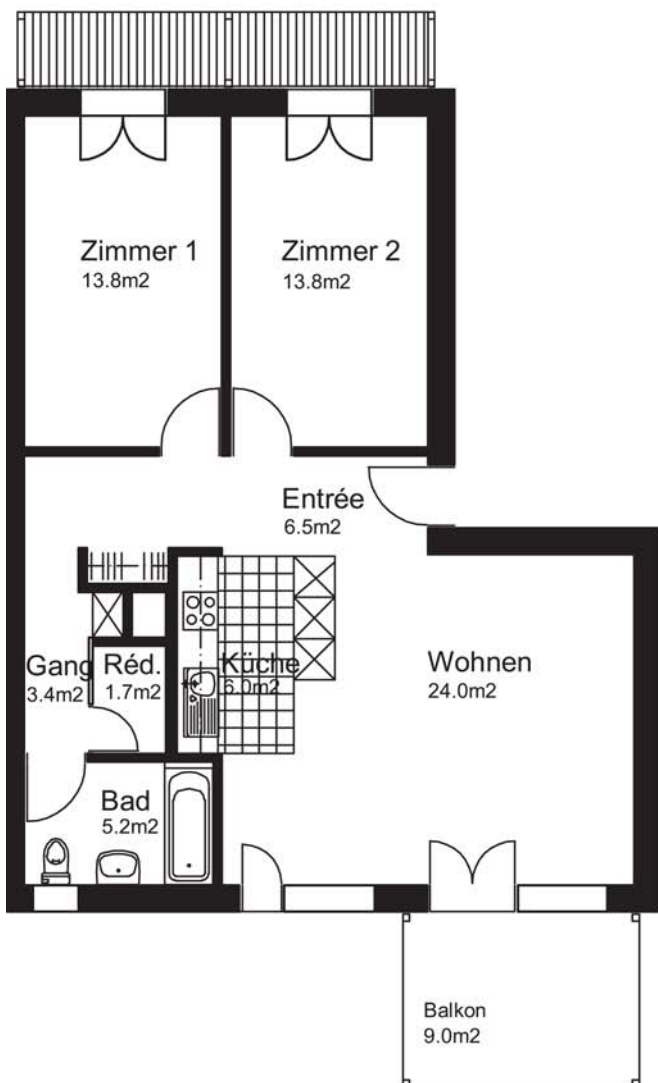 Zimmer 1
13.8m2
Zimmer 2
13.8m2
Entrée
6.5m2
Gang
3.4m2
Réd.
1.7m2
Küche
6.0m2
Wohnen
24.0m2
Bad
5.2m2
Balkon
9.0m2